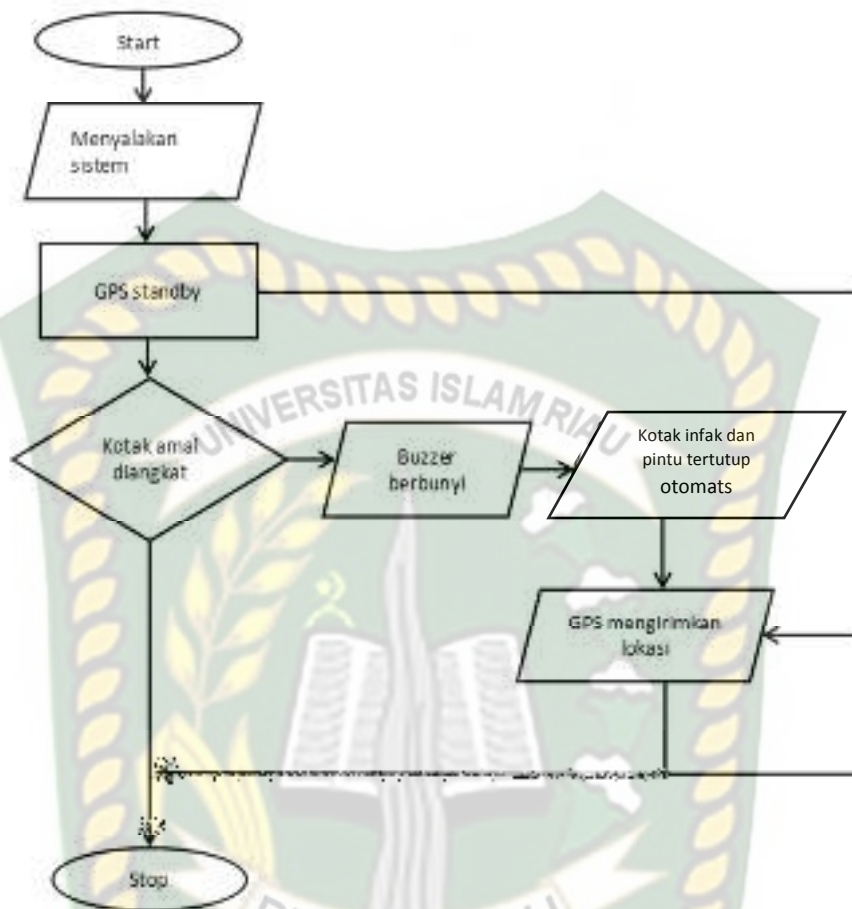 Start
Menyalakan
sistem
GPS standby
UNIVERSITAS ISLAM RIAU
Kotak amal
diangkat
Buzzer
berbunyi
Kotak infak dan
pintu tertutup
otomats
GPS mengirimkan
lokasi
Stop